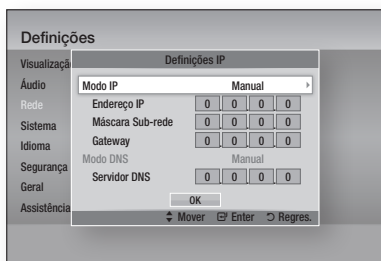 Definições
Visualizaçã
Áudio
Rede
Sistema
Idioma
Segurança
Geral
Assistência
Definições IP
Modo IP Manual
Endereço IP 0 0 0 0
Máscara Sub-rede 0 0 0 0
Gateway 0 0 0 0
Modo DNS Manual
Servidor DNS 0 0 0 0
OK
Mover Enter Regres.